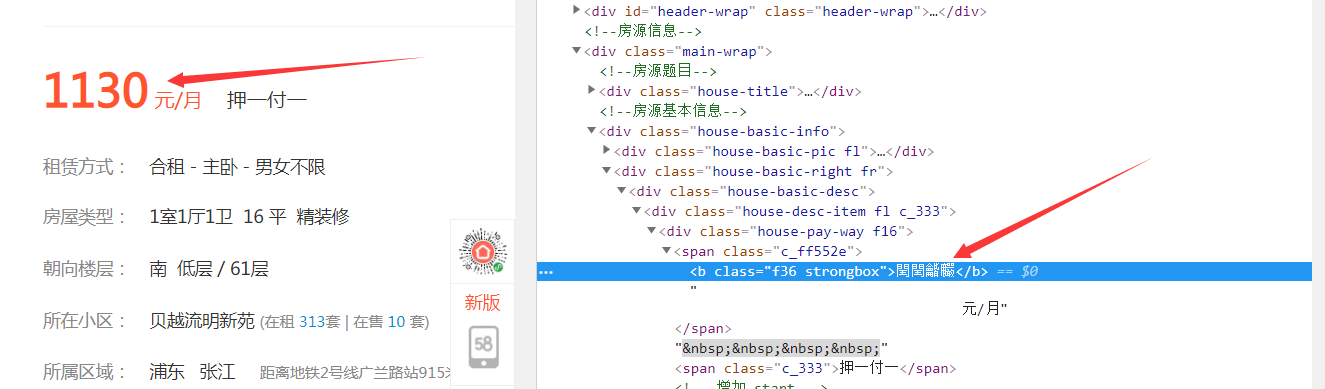 1130 元/月 押一付一
租赁方式： 合租 - 主卧 - 男女不限
房屋类型： 1室1厅1卫 16 平 精装修
朝向楼层： 南 低层 / 61层
所在小区： 贝越流明新苑 (在租 313套 | 在售 10 套)
所属区域： 浦东 张江 距离地铁2号线广兰路站915
新版
58
▶<div id="header-wrap" class="header-wrap">…</div>
<!--房源信息-->
▼<div class="main-wrap">
<!--房源题目-->
▶<div class="house-title">…</div>
<!--房源基本信息-->
▼<div class="house-basic-info">
▶<div class="house-basic-pic fl">…</div>
▼<div class="house-basic-right fr">
▼<div class="house-basic-desc">
▼<div class="house-desc-item fl c_333">
▼<div class="house-pay-way f16">
▼<span class="c_ff552e">
… <b class="f36 strongbox">閏閏</b> == $0
"
元/月"
</span>
"&nbsp;&nbsp;&nbsp;&nbsp;"
<span class="c_333">押一付一</span>
<!-- 增加 start-->